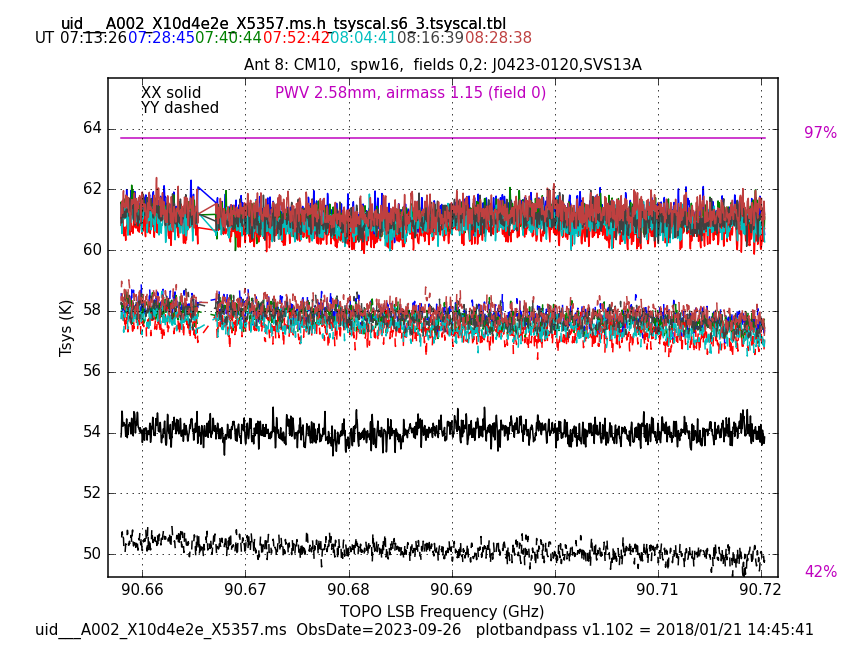 uid___A002_X10d4e2e_X5357.ms.h_tsyscal.s6_3.tsyscal.tbl
UT 07:13:26 07:28:45 07:40:44 07:52:42 08:04:41 08:16:39 08:28:38
Ant 8: CM10,  spw16,  fields 0,2: J0423-0120,SVS13A
XX solid
YY dashed
PWV 2.58mm, airmass 1.15 (field 0)
97%
42%
64
62
60
58
56
54
52
50
Tsys (K)
90.66 90.67 90.68 90.69 90.70 90.71 90.72
TOPO LSB Frequency (GHz)
uid___A002_X10d4e2e_X5357.ms  ObsDate=2023-09-26   plotbandpass v1.102 = 2018/01/21 14:45:41